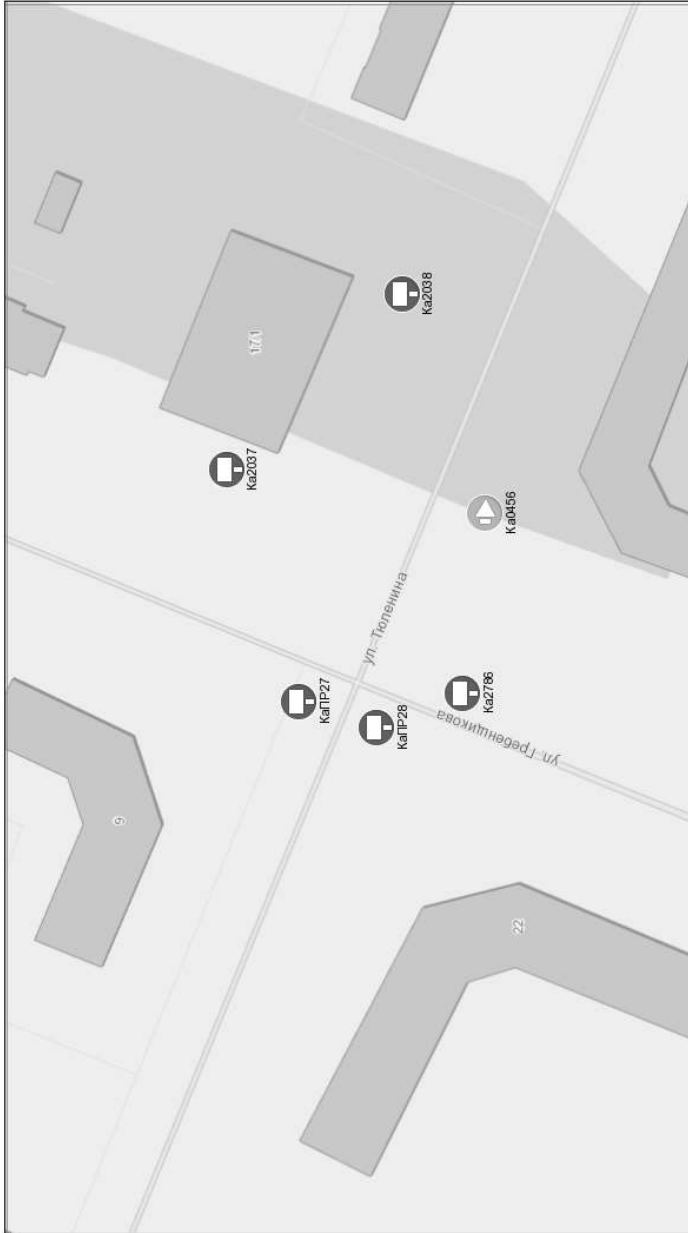 17/1
Ка2038
Ка2037
Ка0456
ул. Тюленина
КаПР27
КаПР28
Ка2786
ул. Гребенщикова
9
22